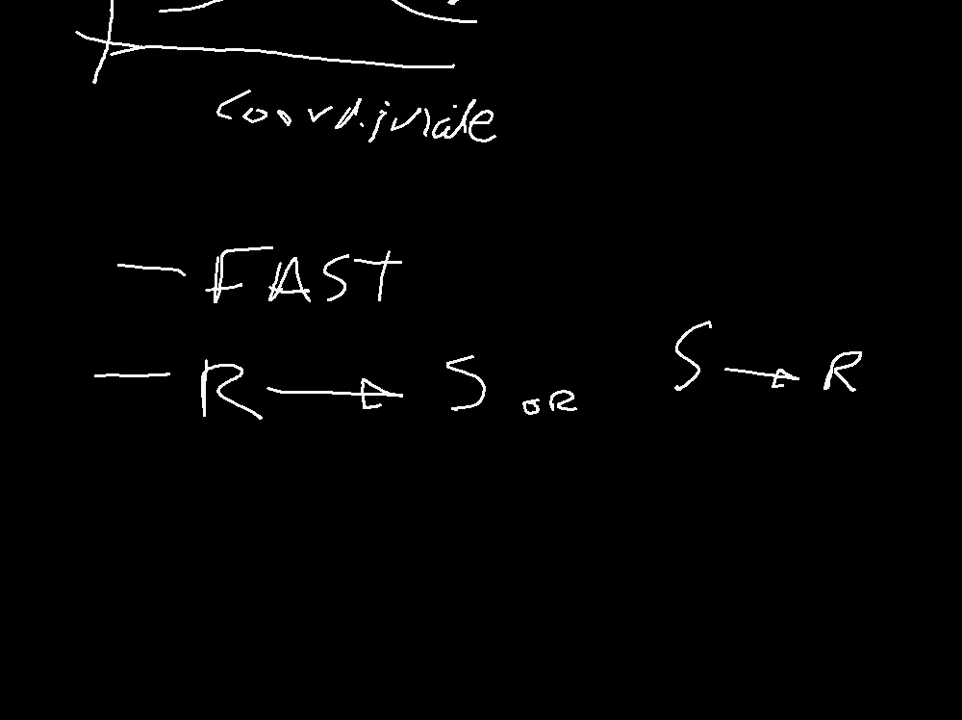 coordinate
— FAST
— R → S or S → R